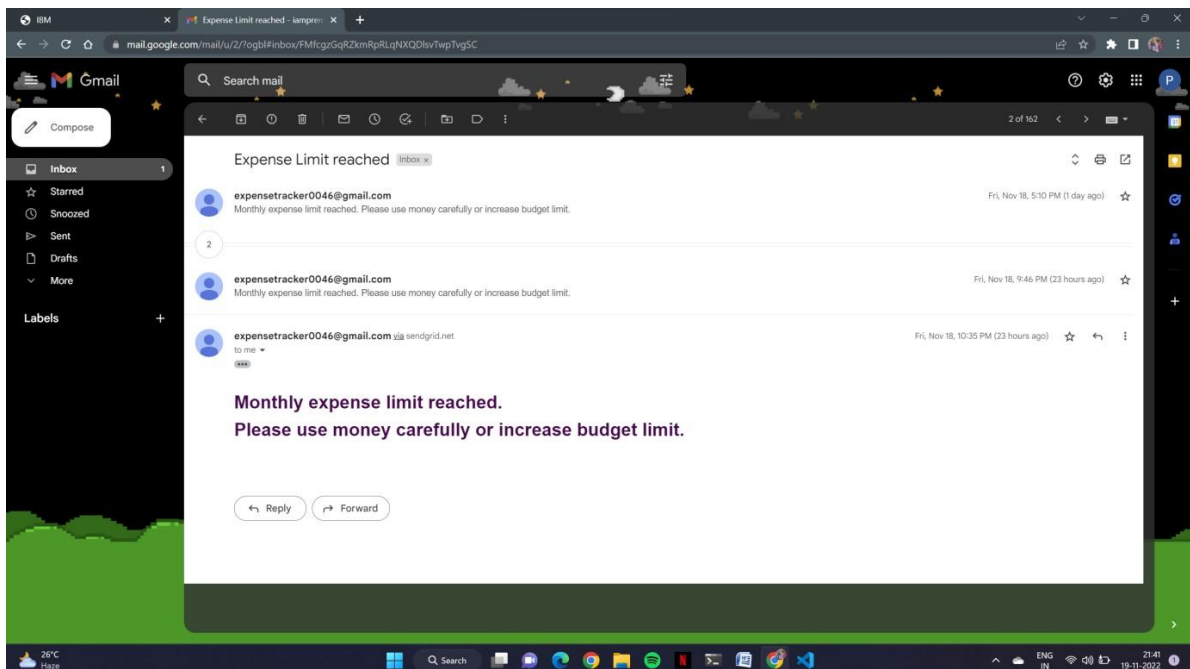 IBM
Expense Limit reached - iampren
mail.google.com/mail/u/2/?ogbl#inbox/FMfcgzGqRZkmRpRLqNXQDlsvTwpTvgSC
Gmail
Search mail
P
Compose
2 of 162
Expense Limit reached Inbox x
Inbox 1
expensetracker0046@gmail.com Fri, Nov 18, 5:10 PM (1 day ago)
Monthly expense limit reached. Please use money carefully or increase budget limit.
Starred
Snoozed
Sent
2
Drafts
More
expensetracker0046@gmail.com Fri, Nov 18, 9:46 PM (23 hours ago)
Monthly expense limit reached. Please use money carefully or increase budget limit.
Labels
expensetracker0046@gmail.com via sendgrid.net Fri, Nov 18, 10:35 PM (23 hours ago)
to me
Monthly expense limit reached.
Please use money carefully or increase budget limit.
Reply Forward
26°C
Haze
Search
ENG
IN
21:41
19-11-2022
1